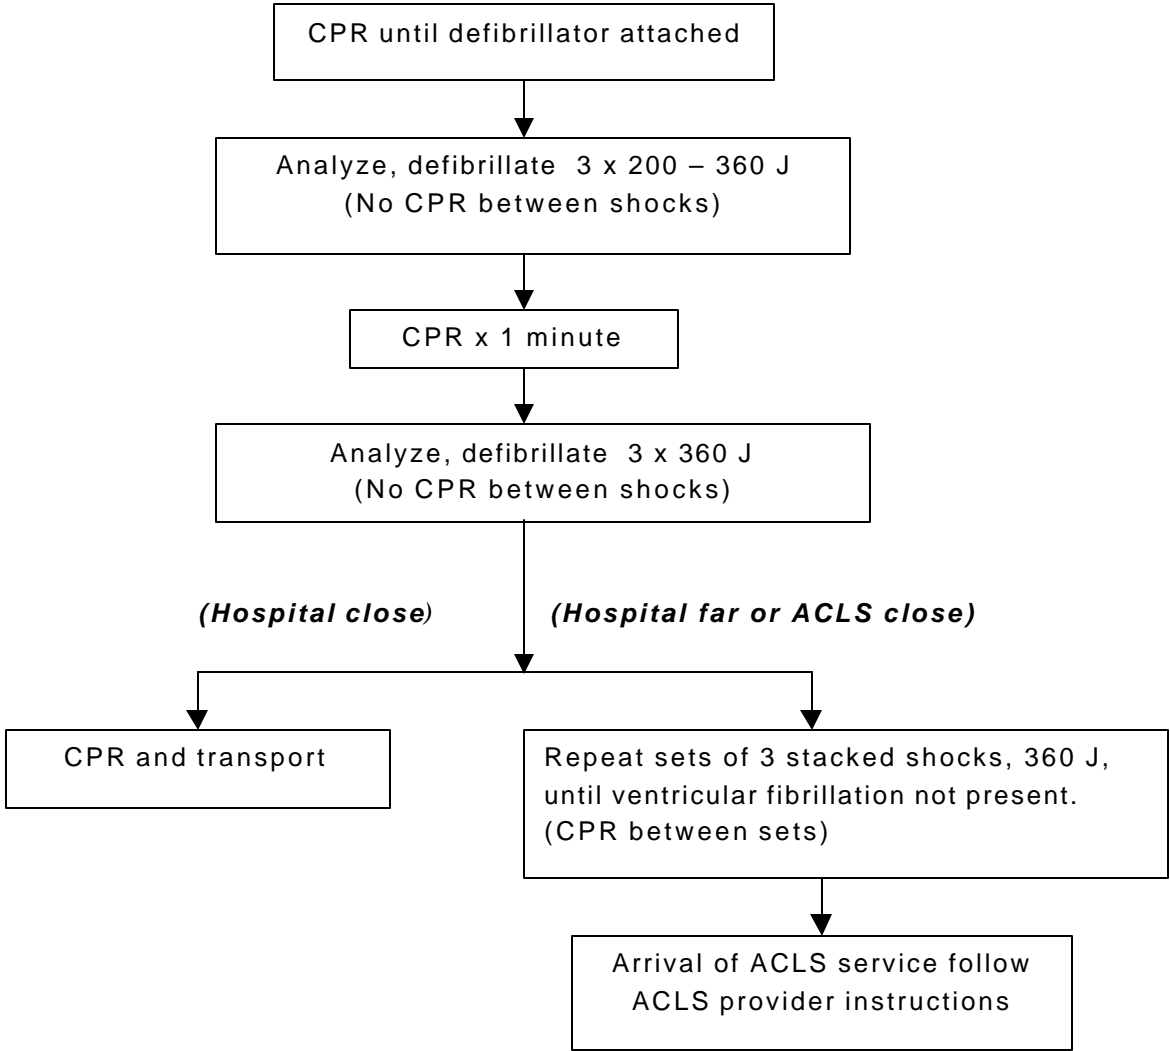 CPR until defibrillator attached
Analyze, defibrillate 3 x 200 – 360 J
(No CPR between shocks)
CPR x 1 minute
Analyze, defibrillate 3 x 360 J
(No CPR between shocks)
(Hospital close)
(Hospital far or ACLS close)
CPR and transport
Repeat sets of 3 stacked shocks, 360 J,
until ventricular fibrillation not present.
(CPR between sets)
Arrival of ACLS service follow
ACLS provider instructions